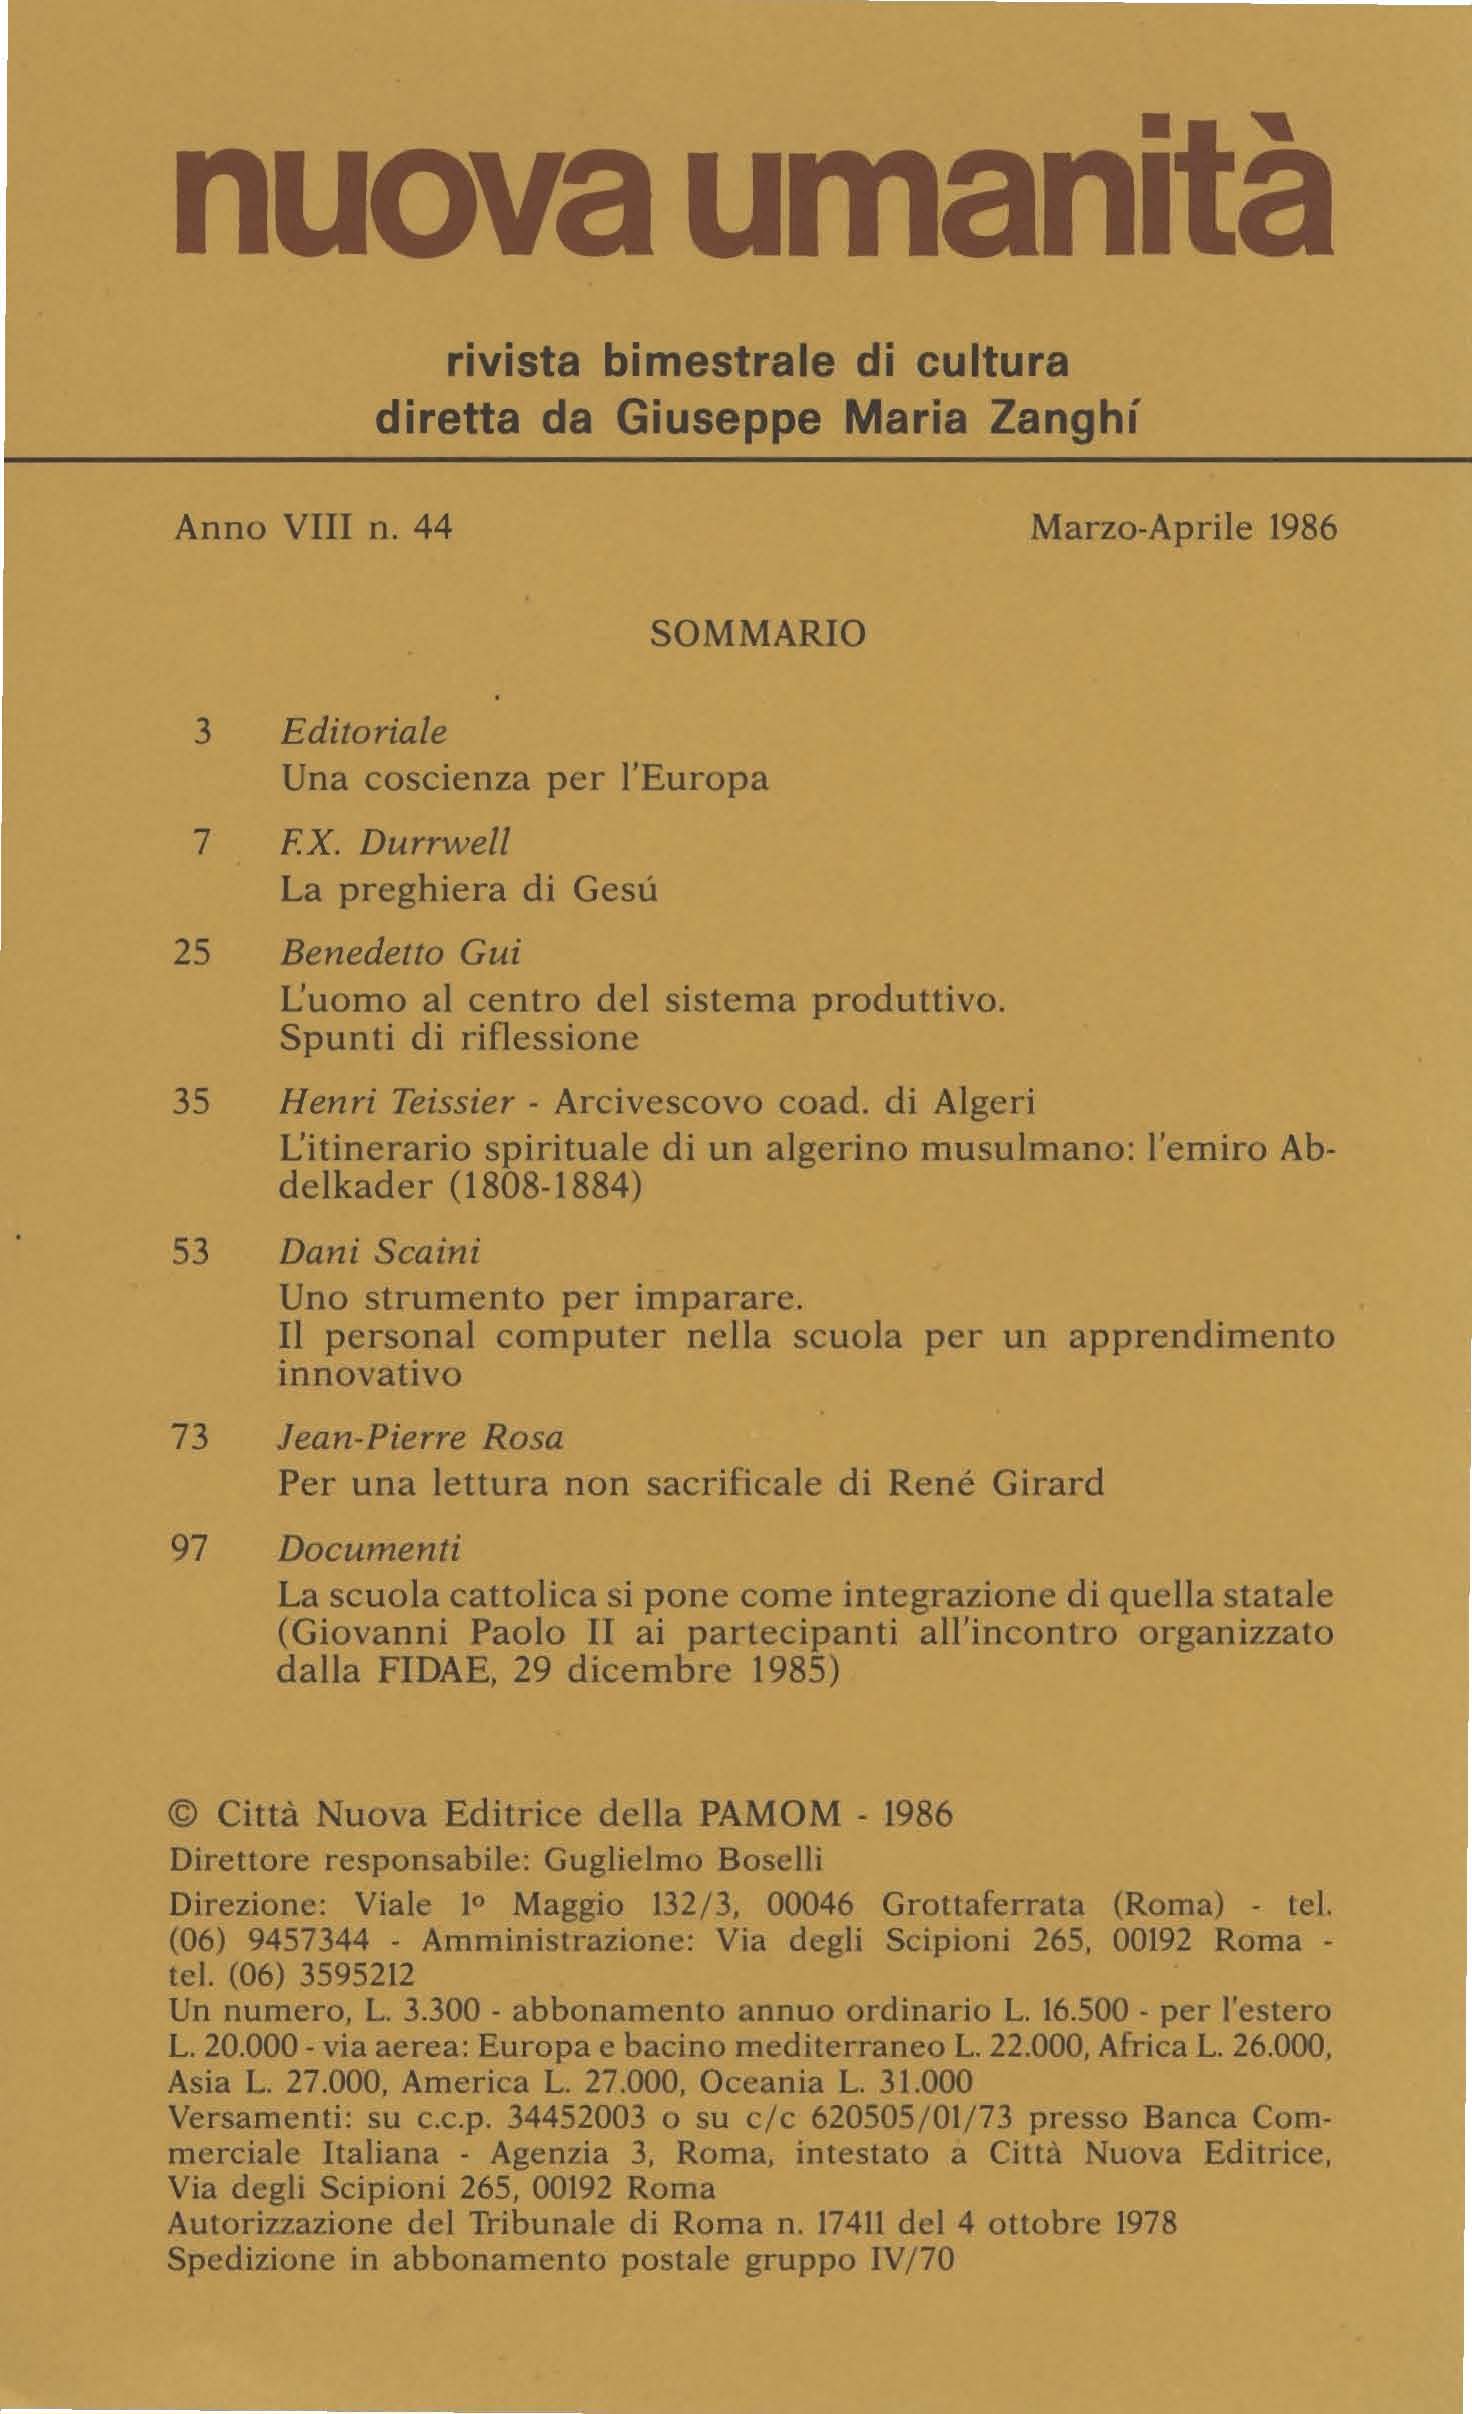 nuova umanità
rivista bimestrale di cultura
diretta da Giuseppe Maria Zanghí
Anno VIII n. 44 Marzo-Aprile 1986
SOMMARIO
3 Editoriale
Una coscienza per l'Europa
7 F.X. Durrwell
La preghiera di Gesú
25 Benedetto Gui
L'uomo al centro del sistema produttivo.
Spunti di riflessione
35 Henri Teissier - Arcivescovo coad. di Algeri
L'itinerario spirituale di un algerino musulmano: l'emiro Ab-
delkader (1808-1884)
53 Dani Scaini
Uno strumento per imparare.
Il personal computer nella scuola per un apprendimento
innovativo
73 Jean-Pierre Rosa
Per una lettura non sacrificale di René Girard
97 Documenti
La scuola cattolica si pone come integrazione di quella statale
(Giovanni Paolo II ai partecipanti all'incontro organizzato
dalla FIDAE, 29 dicembre 1985)
© Città Nuova Editrice della PAMOM - 1986
Direttore responsabile: Guglielmo Boselli
Direzione: Viale 1º Maggio 132/3, 00046 Grottaferrata (Roma) - tel.
(06) 9457344 - Amministrazione: Via degli Scipioni 265, 00192 Roma -
tel. (06) 3595212
Un numero, L. 3.300 - abbonamento annuo ordinario L. 16.500 - per l'estero
L. 20.000 - via aerea: Europa e bacino mediterraneo L. 22.000, Africa L. 26.000,
Asia L. 27.000, America L. 27.000, Oceania L. 31.000
Versamenti: su c.c.p. 34452003 o su c/c 620505/01/73 presso Banca Com-
merciale Italiana - Agenzia 3, Roma, intestato a Città Nuova Editrice,
Via degli Scipioni 265, 00192 Roma
Autorizzazione del Tribunale di Roma n. 17411 del 4 ottobre 1978
Spedizione in abbonamento postale gruppo IV/70